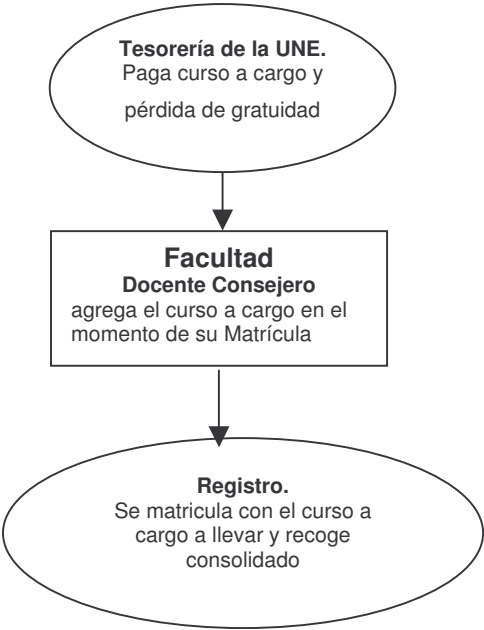 Tesorería de la UNE.
Paga curso a cargo y
pérdida de gratuidad
Facultad
Docente Consejero
agrega el curso a cargo en el
momento de su Matrícula
Registro.
Se matricula con el curso a
cargo a llevar y recoge
consolidado